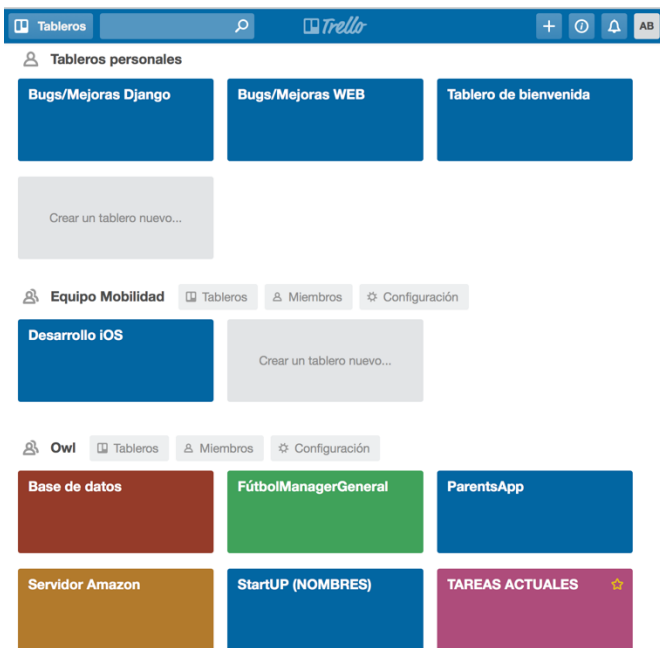 Tableros
Trello
AB
Tableros personales
Bugs/Mejoras Django
Bugs/Mejoras WEB
Tablero de bienvenida
Crear un tablero nuevo...
Equipo Mobilidad
Tableros
Miembros
Configuración
Desarrollo iOS
Crear un tablero nuevo...
Owl
Tableros
Miembros
Configuración
Base de datos
FútbolManagerGeneral
ParentsApp
Servidor Amazon
StartUP (NOMBRES)
TAREAS ACTUALES